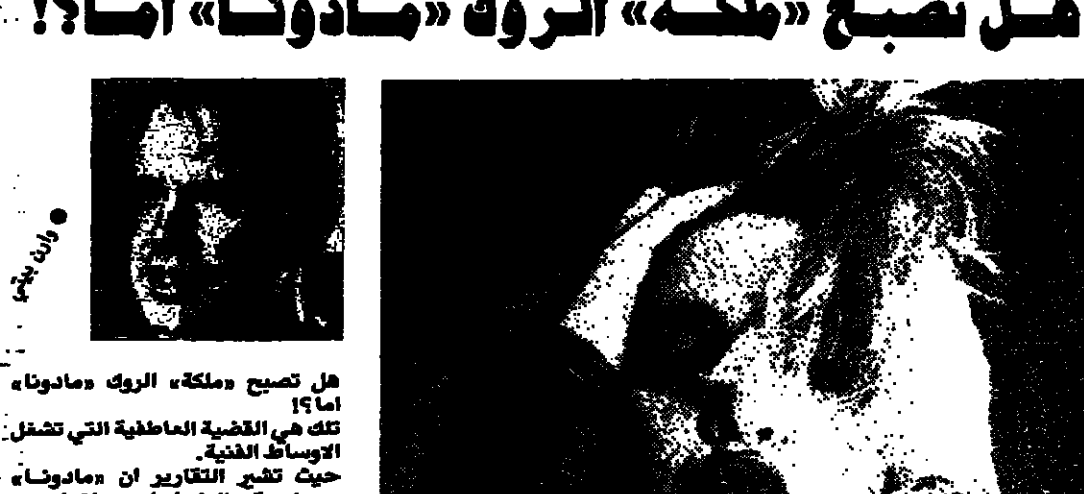 هل تصبح «ملكة» الروك «مادونا» اما؟!
● وارن بيتي
هل تصبح «ملكة» الروك «مادونا»
اما؟!
تلك هي القضية العاطفية التي تشغل
الاوساط الفنية.
حيث تشير التقارير ان «مادونا»